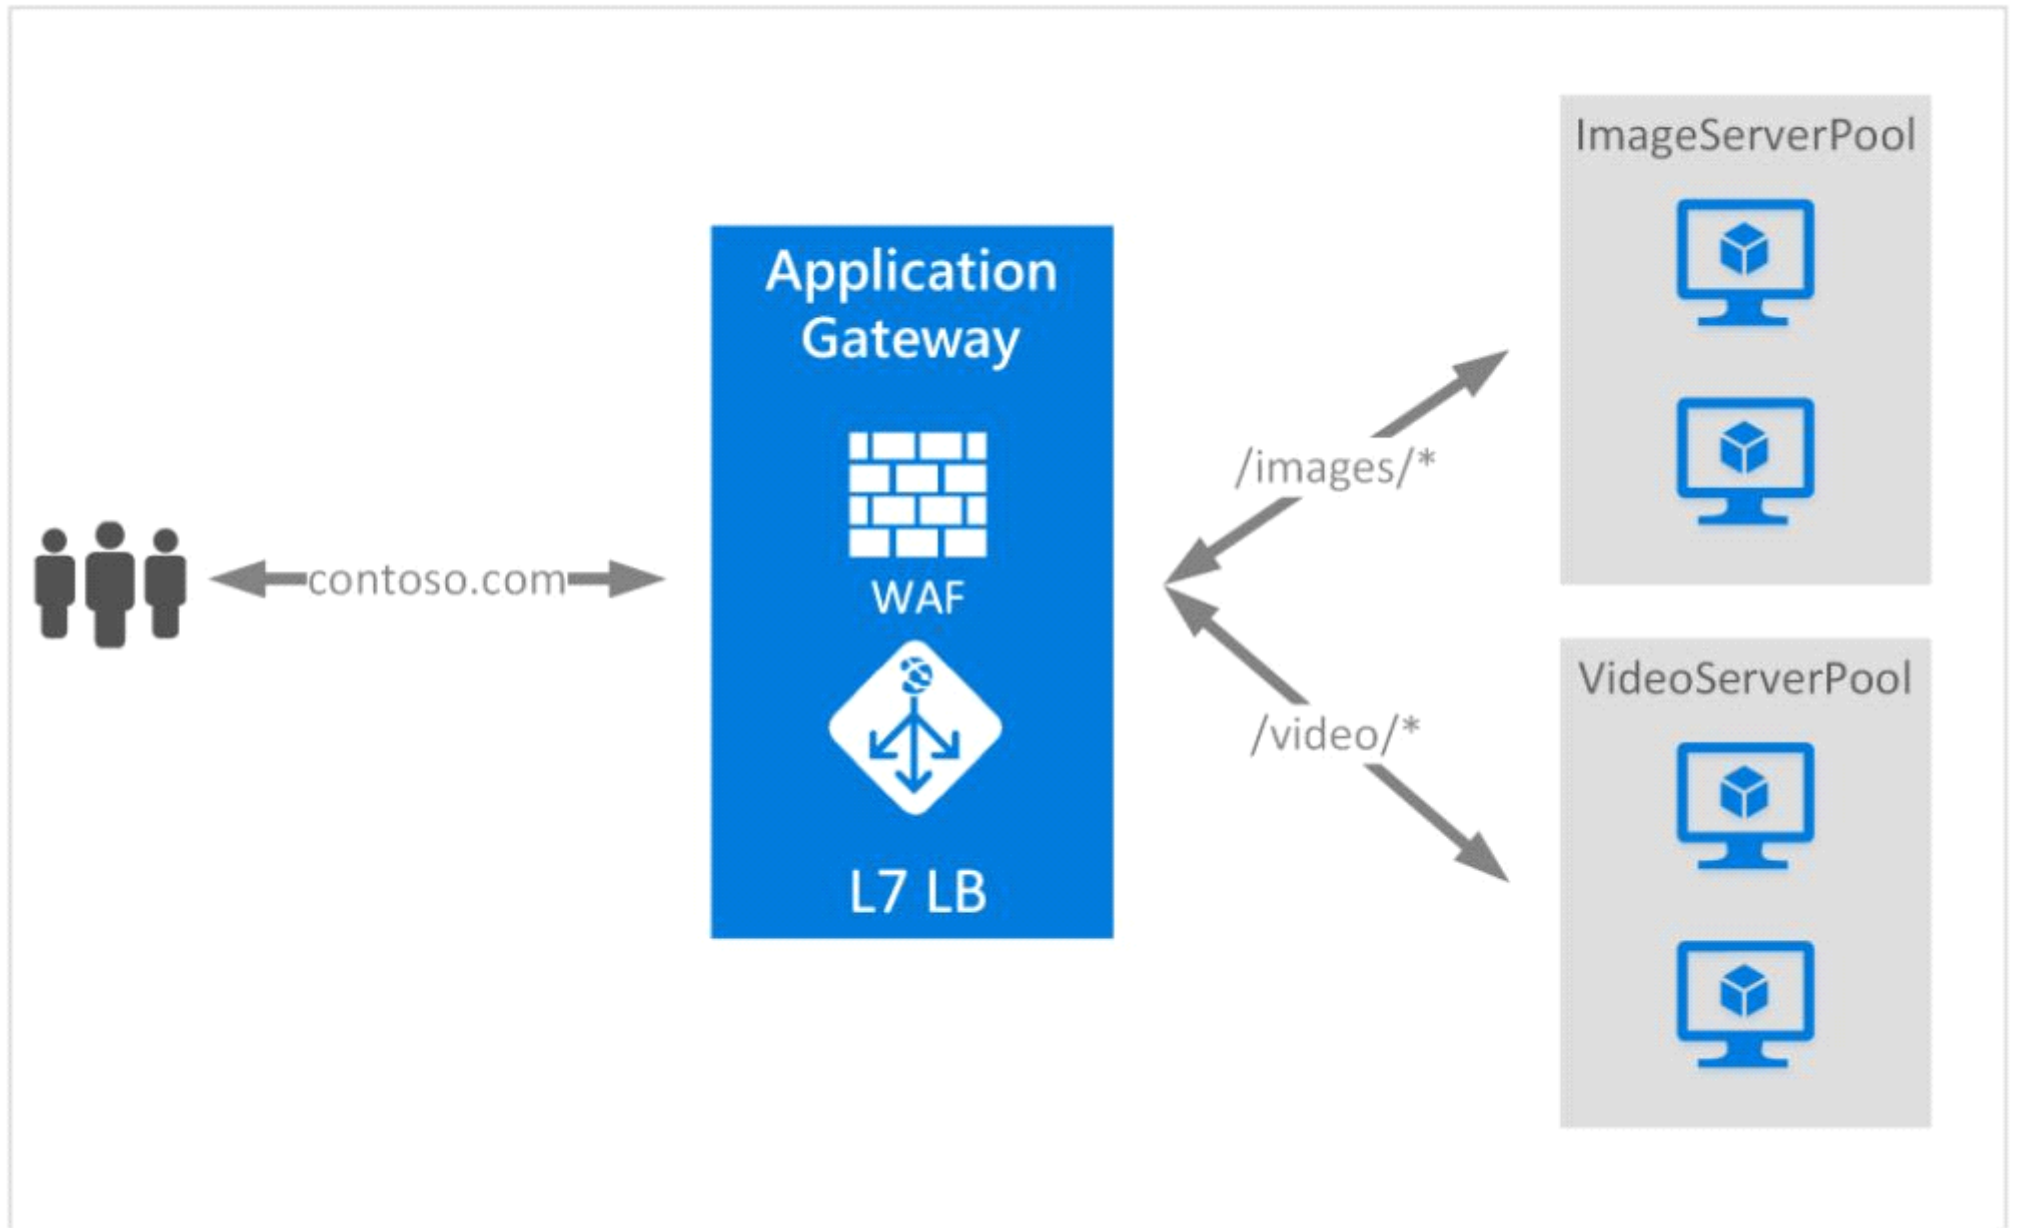 contoso.com
Application
Gateway
WAF
L7 LB
/images/*
/video/*
ImageServerPool
VideoServerPool